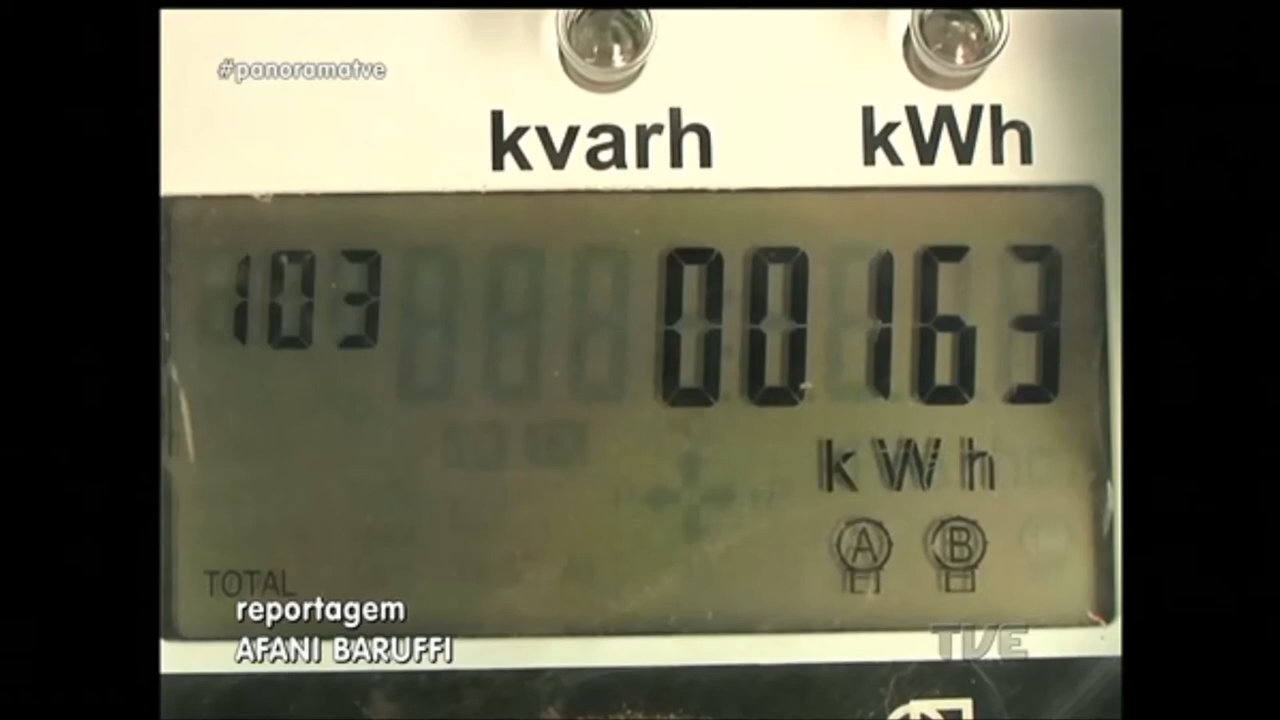 #panoramatve
kvarh kWh
103 00163
kWh
A B
TOTAL
reportagem
AFANI BARUFFI
TVE